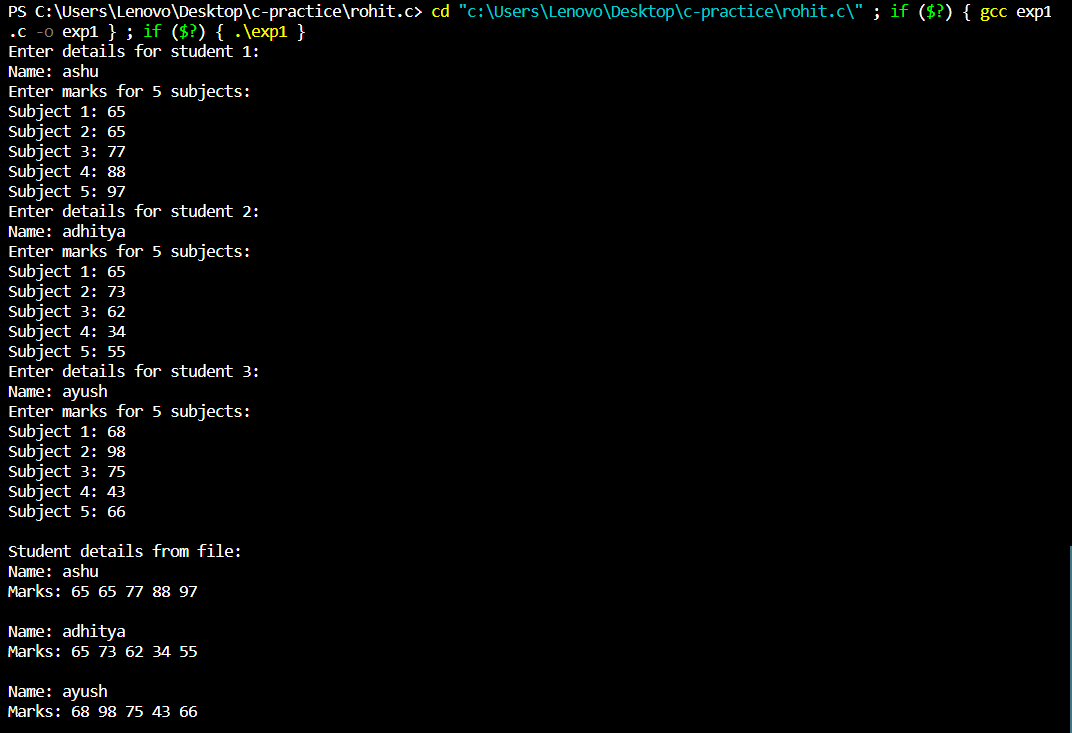 PS C:\Users\Lenovo\Desktop\c-practice\rohit.c> cd "c:\Users\Lenovo\Desktop\c-practice\rohit.c\" ; if ($?) { gcc exp1
.c -o exp1 } ; if ($?) { .\exp1 }
Enter details for student 1:
Name: ashu
Enter marks for 5 subjects:
Subject 1: 65
Subject 2: 65
Subject 3: 77
Subject 4: 88
Subject 5: 97
Enter details for student 2:
Name: adhitya
Enter marks for 5 subjects:
Subject 1: 65
Subject 2: 73
Subject 3: 62
Subject 4: 34
Subject 5: 55
Enter details for student 3:
Name: ayush
Enter marks for 5 subjects:
Subject 1: 68
Subject 2: 98
Subject 3: 75
Subject 4: 43
Subject 5: 66
Student details from file:
Name: ashu
Marks: 65 65 77 88 97
Name: adhitya
Marks: 65 73 62 34 55
Name: ayush
Marks: 68 98 75 43 66